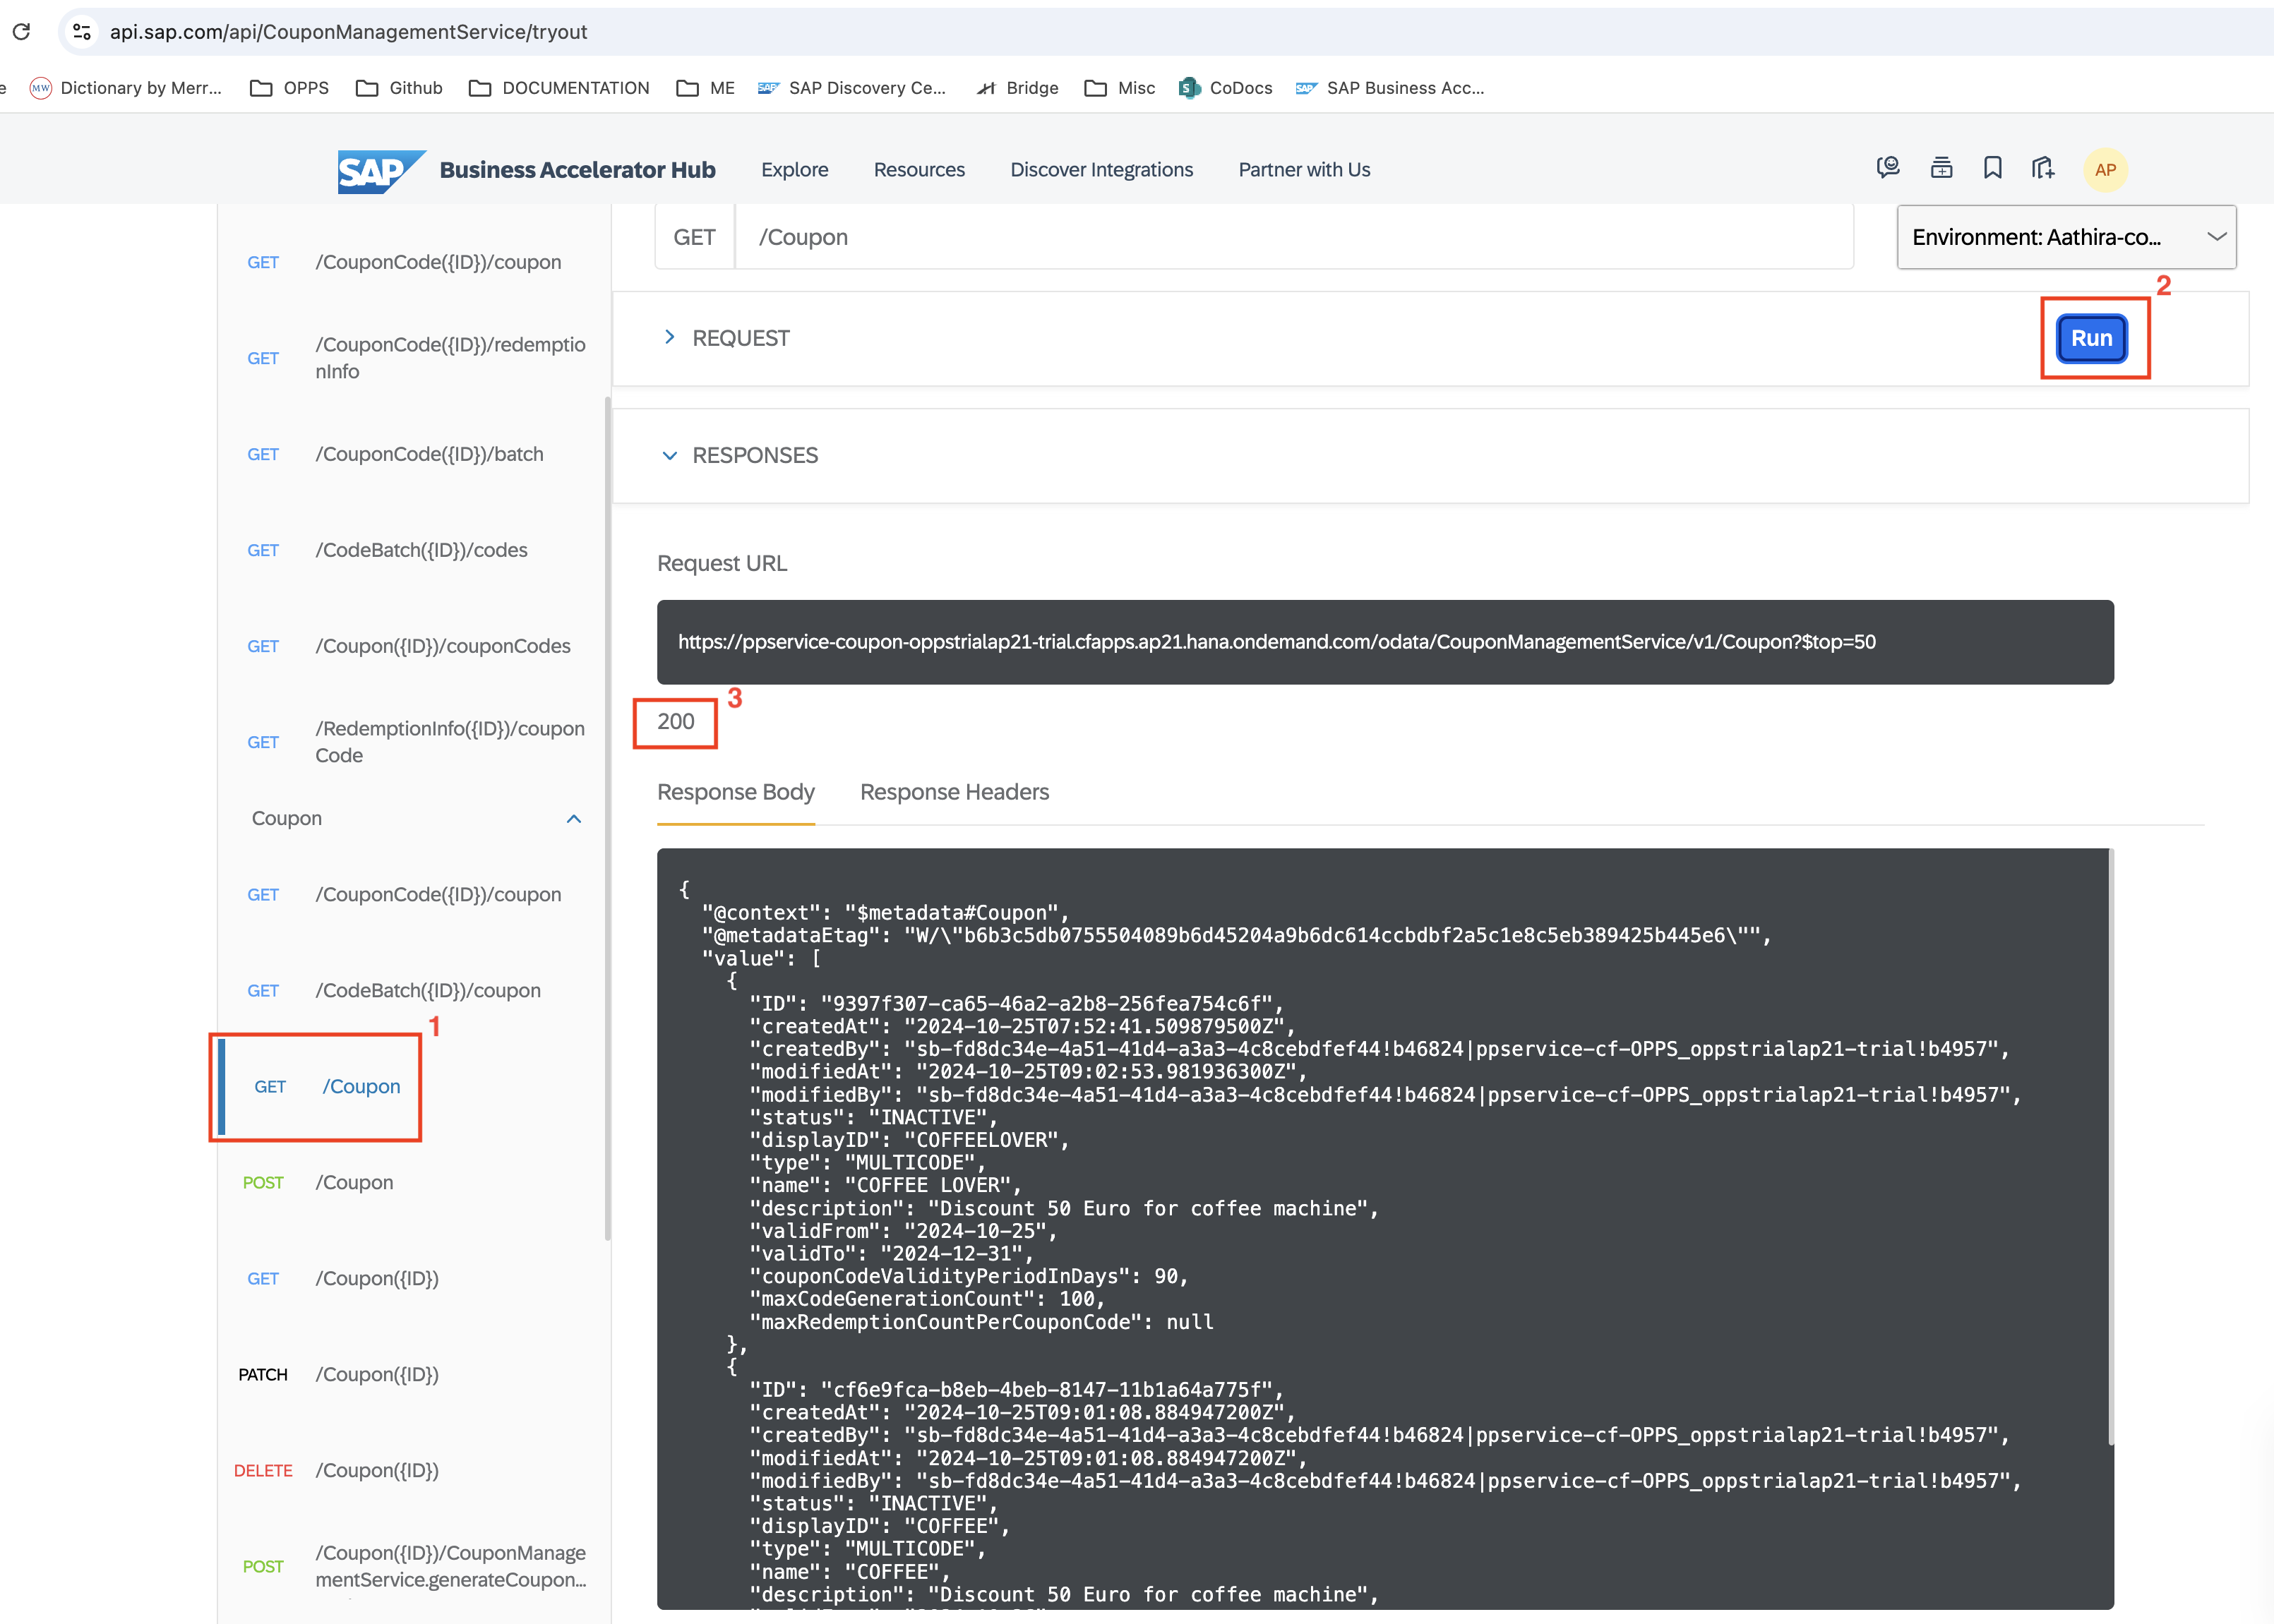 api.sap.com/api/CouponManagementService/tryout
e
MW Dictionary by Merr...
OPPS
Github
DOCUMENTATION
ME
SAP SAP Discovery Ce...
Bridge
Misc
S CoDocs
SAP SAP Business Acc...
SAP Business Accelerator Hub
Explore
Resources
Discover Integrations
Partner with Us
AP
GET /CouponCode({ID})/coupon
GET /CouponCode({ID})/redemptio
nInfo
GET /CouponCode({ID})/batch
GET /CodeBatch({ID})/codes
GET /Coupon({ID})/couponCodes
GET /RedemptionInfo({ID})/coupon
Code
Coupon
GET /CouponCode({ID})/coupon
GET /CodeBatch({ID})/coupon
1
GET /Coupon
POST /Coupon
GET /Coupon({ID})
PATCH /Coupon({ID})
DELETE /Coupon({ID})
POST /Coupon({ID})/CouponManage
mentService.generateCoupon...
GET /Coupon
Environment: Aathira-co...
2
REQUEST
Run
RESPONSES
Request URL
https://ppservice-coupon-oppstrialap21-trial.cfapps.ap21.hana.ondemand.com/odata/CouponManagementService/v1/Coupon?$top=50
3
200
Response Body
Response Headers
{
"@context": "$metadata#Coupon",
"@metadataEtag": "W/\"b6b3c5db0755504089b6d45204a9b6dc614ccbdbf2a5c1e8c5eb389425b445e6\"",
"value": [
{
"ID": "9397f307-ca65-46a2-a2b8-256fea754c6f",
"createdAt": "2024-10-25T07:52:41.509879500Z",
"createdBy": "sb-fd8dc34e-4a51-41d4-a3a3-4c8cebdfef44!b46824|ppservice-cf-OPPS_oppstrialap21-trial!b4957",
"modifiedAt": "2024-10-25T09:02:53.981936300Z",
"modifiedBy": "sb-fd8dc34e-4a51-41d4-a3a3-4c8cebdfef44!b46824|ppservice-cf-OPPS_oppstrialap21-trial!b4957",
"status": "INACTIVE",
"displayID": "COFFEELOVER",
"type": "MULTICODE",
"name": "COFFEE LOVER",
"description": "Discount 50 Euro for coffee machine",
"validFrom": "2024-10-25",
"validTo": "2024-12-31",
"couponCodeValidityPeriodInDays": 90,
"maxCodeGenerationCount": 100,
"maxRedemptionCountPerCouponCode": null
},
{
"ID": "cf6e9fca-b8eb-4beb-8147-11b1a64a775f",
"createdAt": "2024-10-25T09:01:08.884947200Z",
"createdBy": "sb-fd8dc34e-4a51-41d4-a3a3-4c8cebdfef44!b46824|ppservice-cf-OPPS_oppstrialap21-trial!b4957",
"modifiedAt": "2024-10-25T09:01:08.884947200Z",
"modifiedBy": "sb-fd8dc34e-4a51-41d4-a3a3-4c8cebdfef44!b46824|ppservice-cf-OPPS_oppstrialap21-trial!b4957",
"status": "INACTIVE",
"displayID": "COFFEE",
"type": "MULTICODE",
"name": "COFFEE",
"description": "Discount 50 Euro for coffee machine",